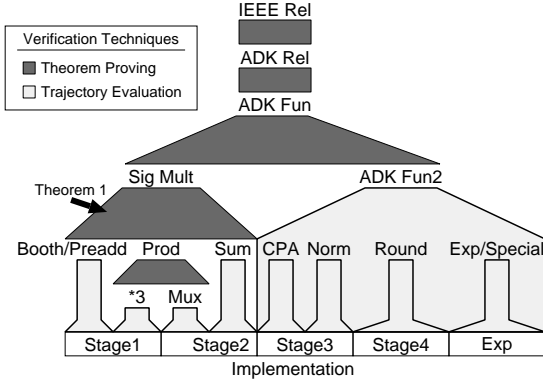 IEEE Rel
Verification Techniques
Theorem Proving
Trajectory Evaluation
ADK Rel
ADK Fun
Sig Mult
ADK Fun2
Theorem 1
Booth/Preadd Prod Sum CPA Norm Round Exp/Special
*3 Mux
Stage1 Stage2 Stage3 Stage4 Exp
Implementation